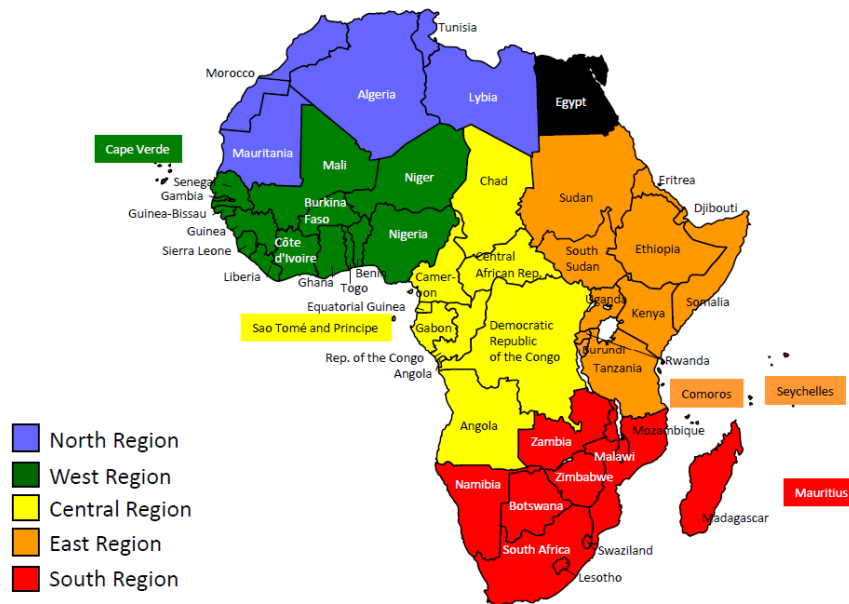 Tunisia
Morocco
Algeria
Lybia
Egypt
Mauritania
Cape Verde
Mali
Niger
Chad
Sudan
Eritrea
Djibouti
Senegal
Gambia
Guinea-Bissau
Guinea
Sierra Leone
Liberia
Burkina
Faso
Côte
d'Ivoire
Ghana
Togo
Benin
Nigeria
Camer-
oon
Central
African Rep.
South
Sudan
Ethiopia
Somalia
Equatorial Guinea
Sao Tomé and Principe
Gabon
Rep. of the Congo
Angola
Democratic
Republic
of the Congo
Uganda
Kenya
Burundi
Rwanda
Tanzania
Comoros
Seychelles
Angola
Zambia
Mozambique
Malawi
Namibia
Zimbabwe
Botswana
Mauritius
Madagascar
South Africa
Swaziland
Lesotho
North Region
West Region
Central Region
East Region
South Region